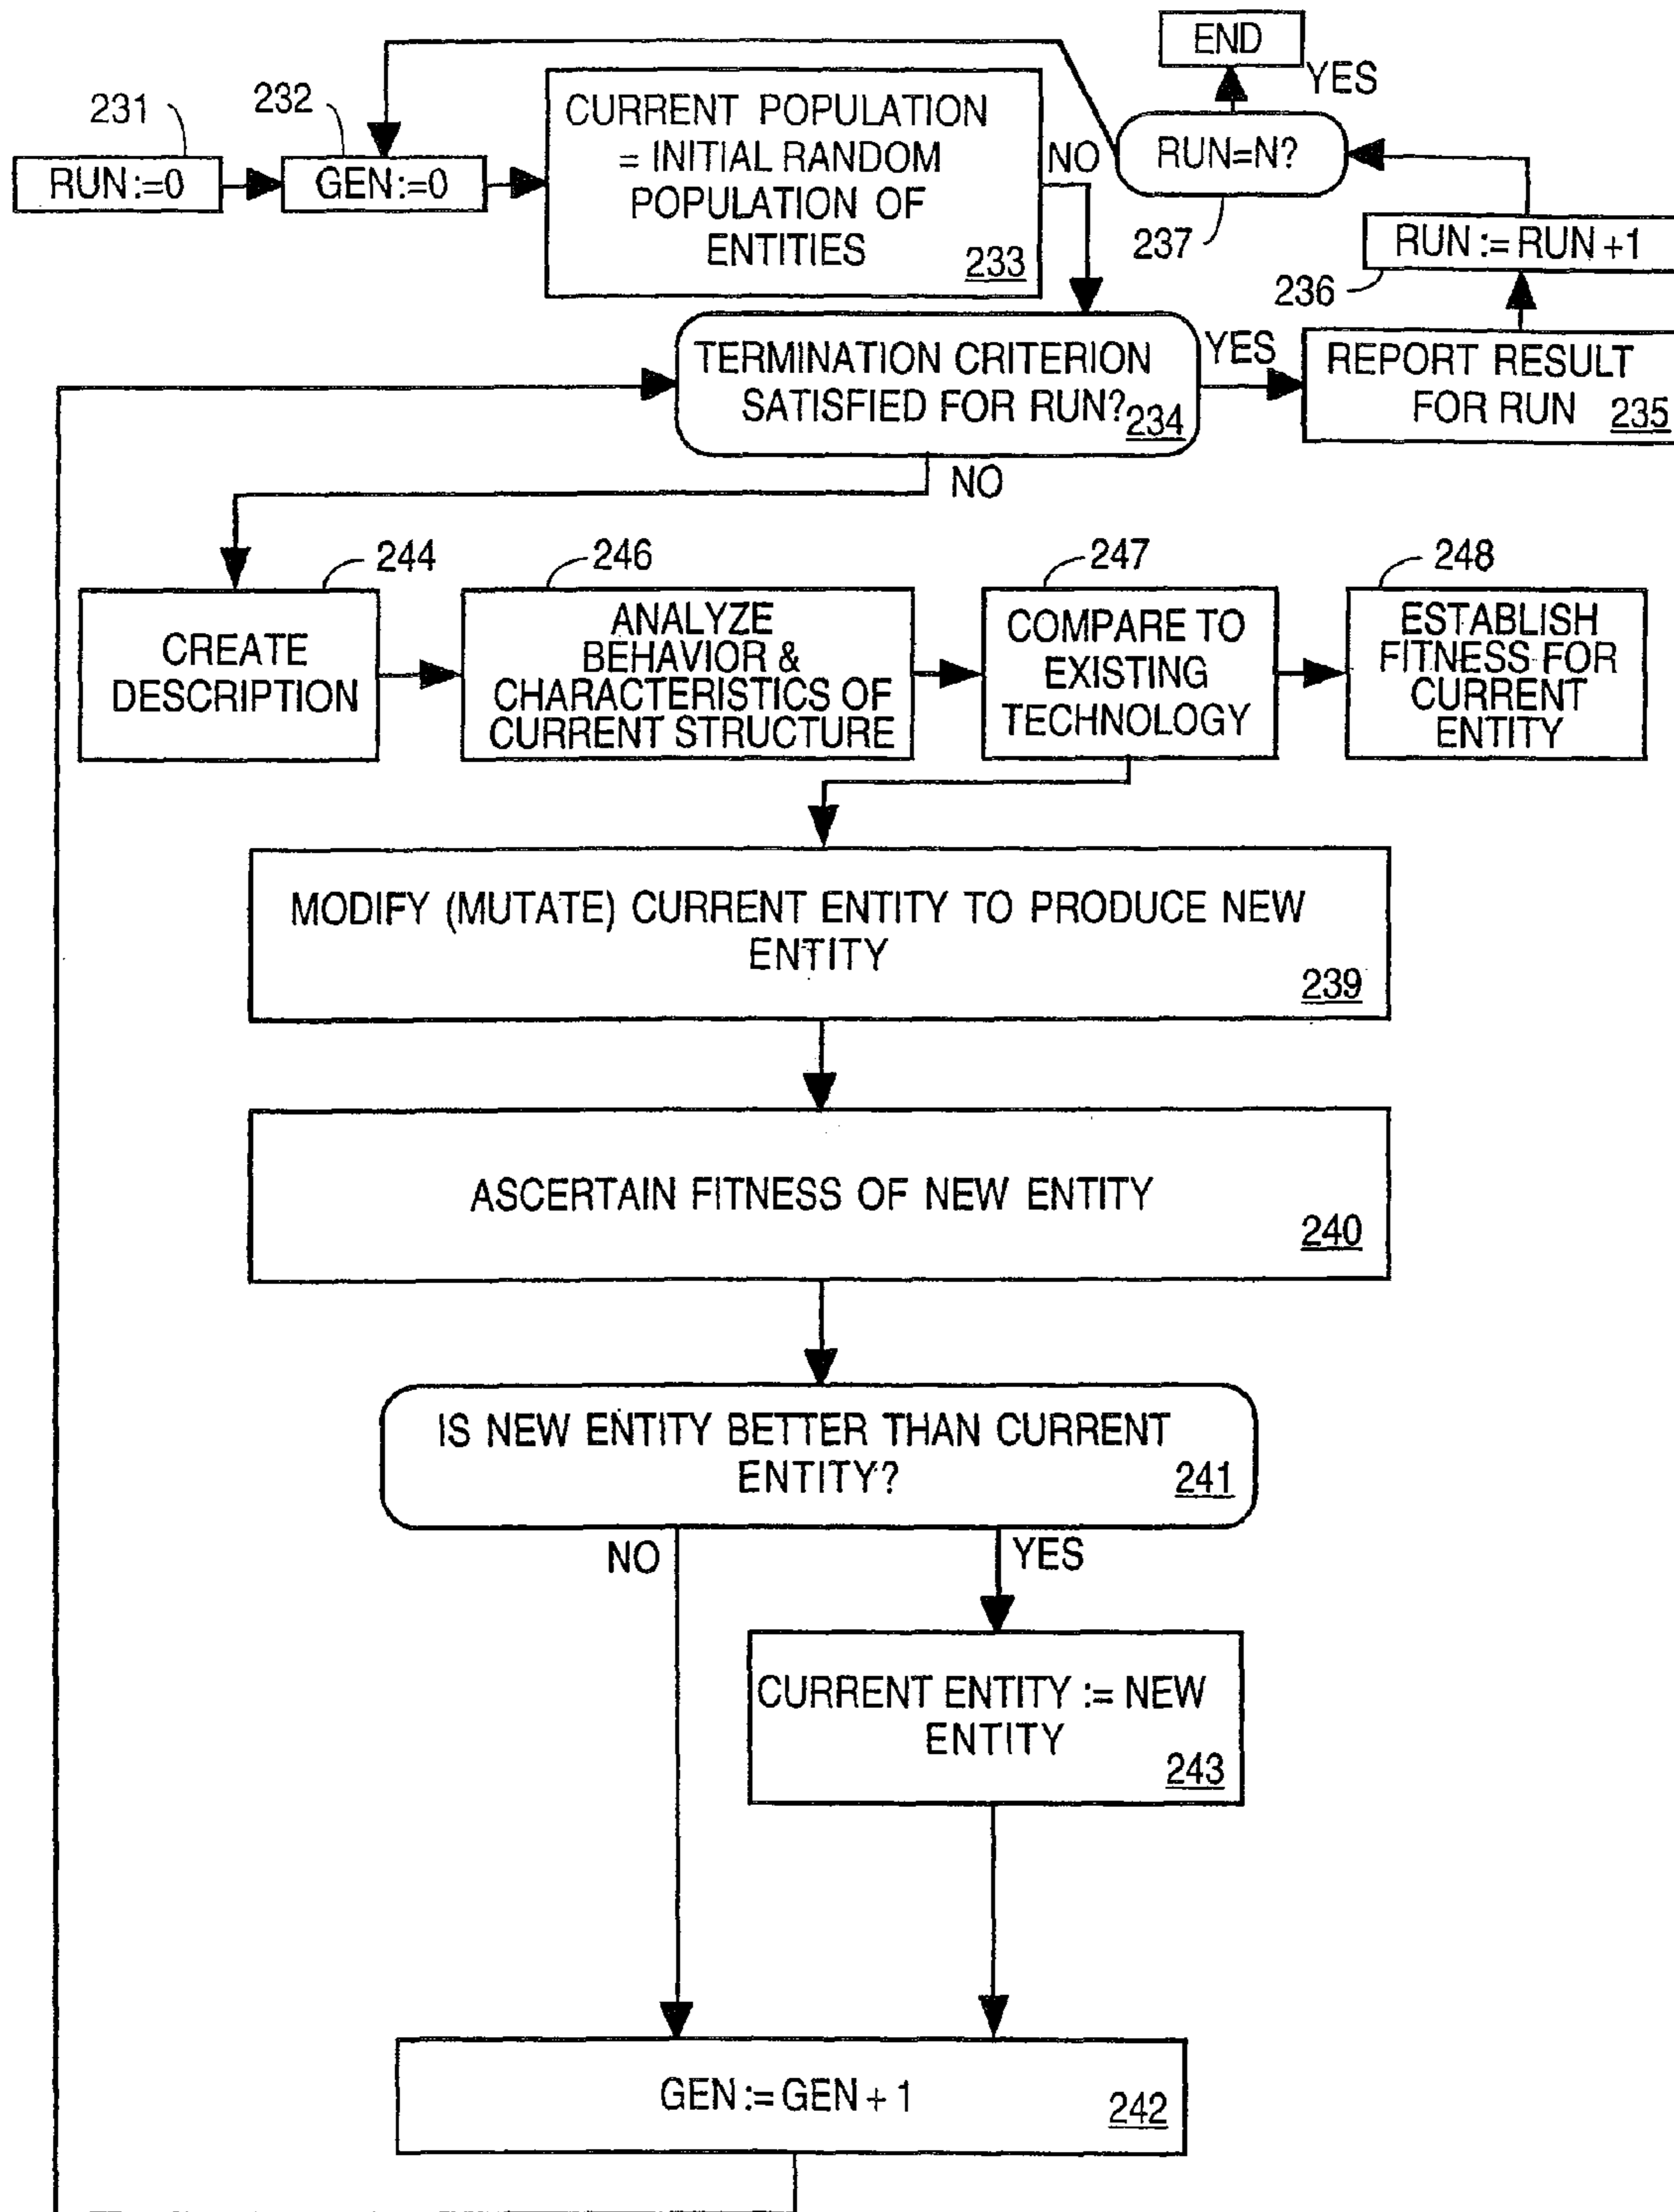 END
YES
231
232
RUN:=0
GEN:=0
CURRENT POPULATION
= INITIAL RANDOM
POPULATION OF
ENTITIES
233
NO
RUN=N?
237
RUN:=RUN+1
236
TERMINATION CRITERION
SATISFIED FOR RUN?
234
YES
REPORT RESULT
FOR RUN
235
NO
244
CREATE
DESCRIPTION
246
ANALYZE
BEHAVIOR &
CHARACTERISTICS OF
CURRENT STRUCTURE
247
COMPARE TO
EXISTING
TECHNOLOGY
248
ESTABLISH
FITNESS FOR
CURRENT
ENTITY
MODIFY (MUTATE) CURRENT ENTITY TO PRODUCE NEW
ENTITY
239
ASCERTAIN FITNESS OF NEW ENTITY
240
IS NEW ENTITY BETTER THAN CURRENT
ENTITY?
241
NO
YES
CURRENT ENTITY := NEW
ENTITY
243
GEN:=GEN+1
242